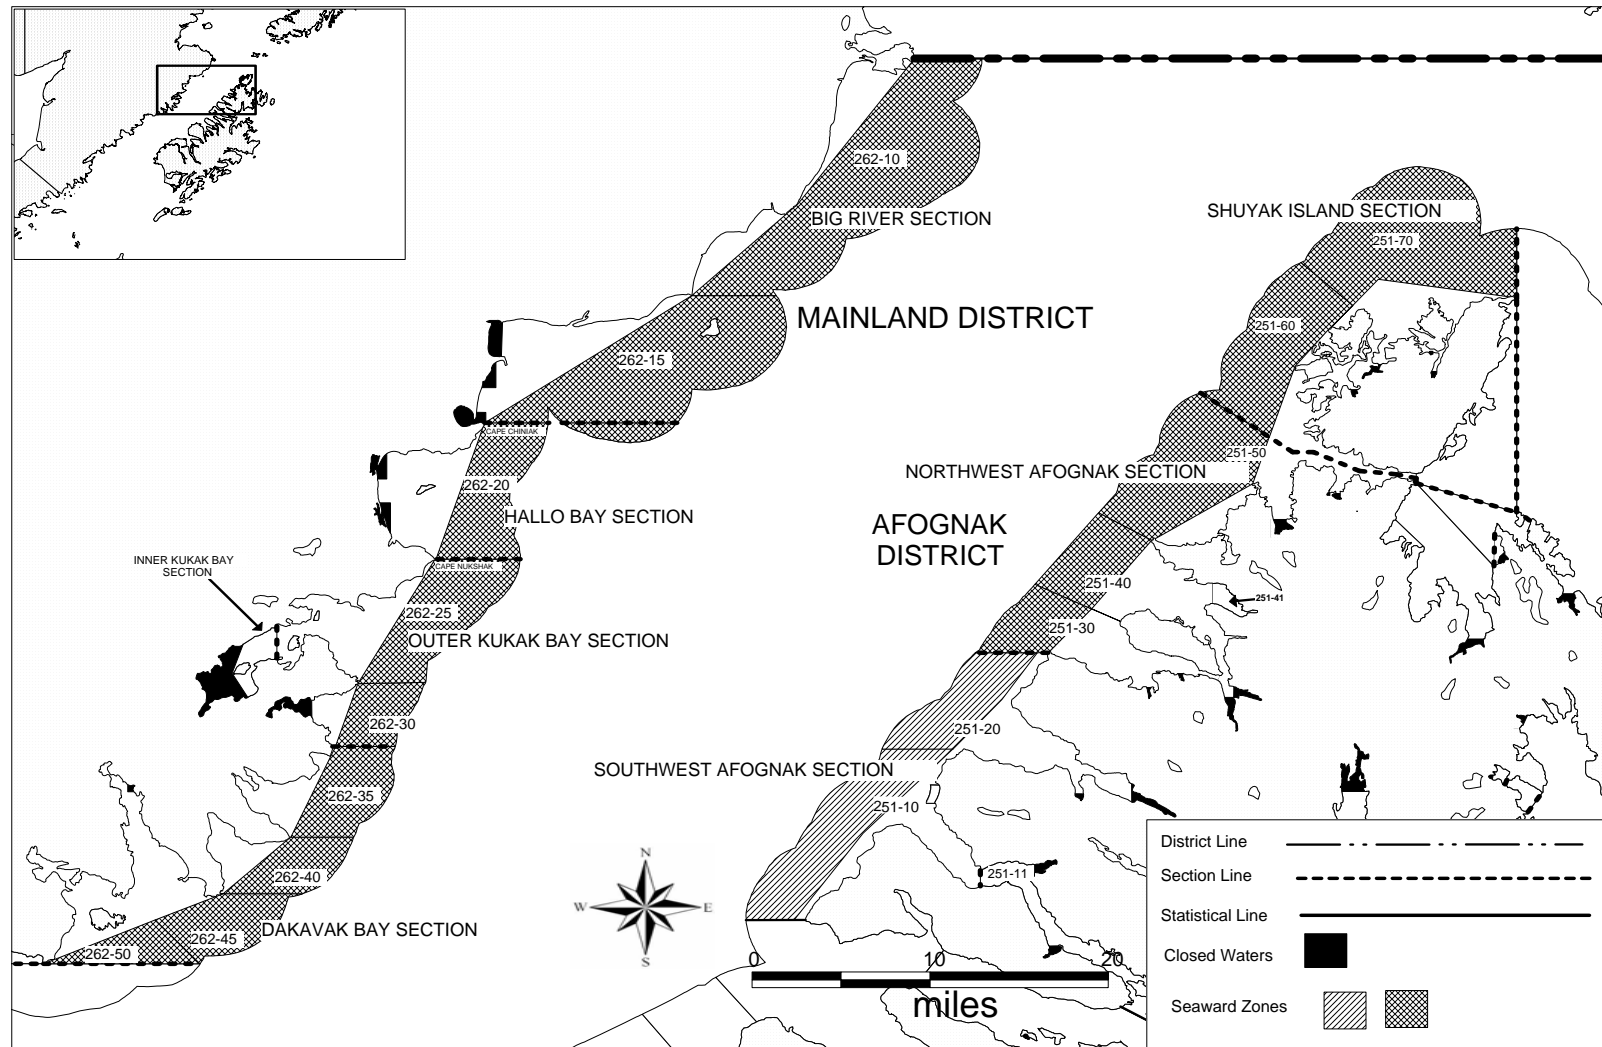 262-10
BIG RIVER SECTION
SHUYAK ISLAND SECTION
251-70
MAINLAND DISTRICT
251-60
262-15
CAPE CHINIAK
251-50
NORTHWEST AFOGNAK SECTION
262-20
HALLO BAY SECTION
AFOGNAK
DISTRICT
INNER KUKAK BAY
SECTION
CAPE NUKSHAK
251-40
251-41
262-25
OUTER KUKAK BAY SECTION
251-30
262-30
251-20
SOUTHWEST AFOGNAK SECTION
262-35
251-10
262-40
251-11
N
W
E
S
262-45
DAKAVAK BAY SECTION
262-50
0 10 20
miles
District Line
Section Line
Statistical Line
Closed Waters
Seaward Zones